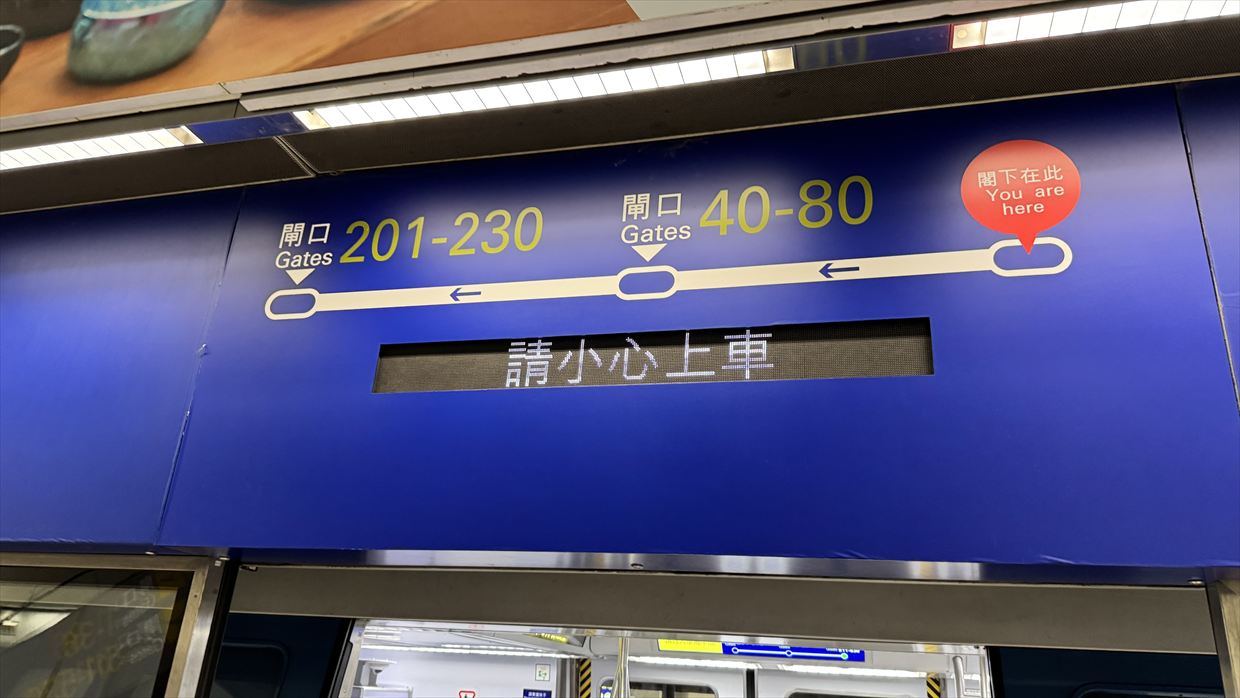 閘口
Gates
201-230
閘口
Gates
40-80
閣下在此
You are
here
請小心上車